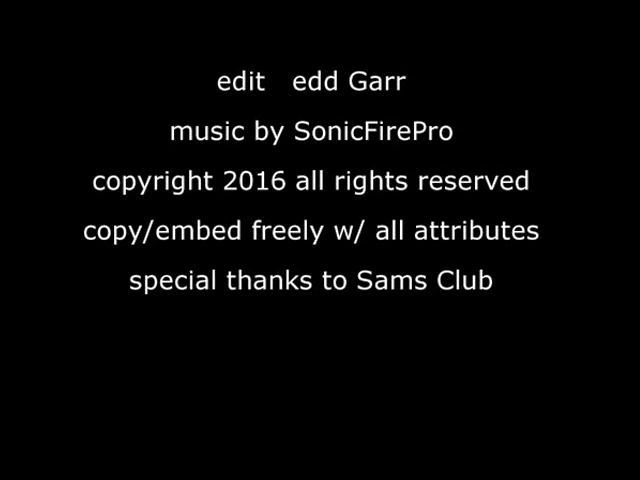 edit   edd Garr
music by SonicFirePro
copyright 2016 all rights reserved
copy/embed freely w/ all attributes
special thanks to Sams Club